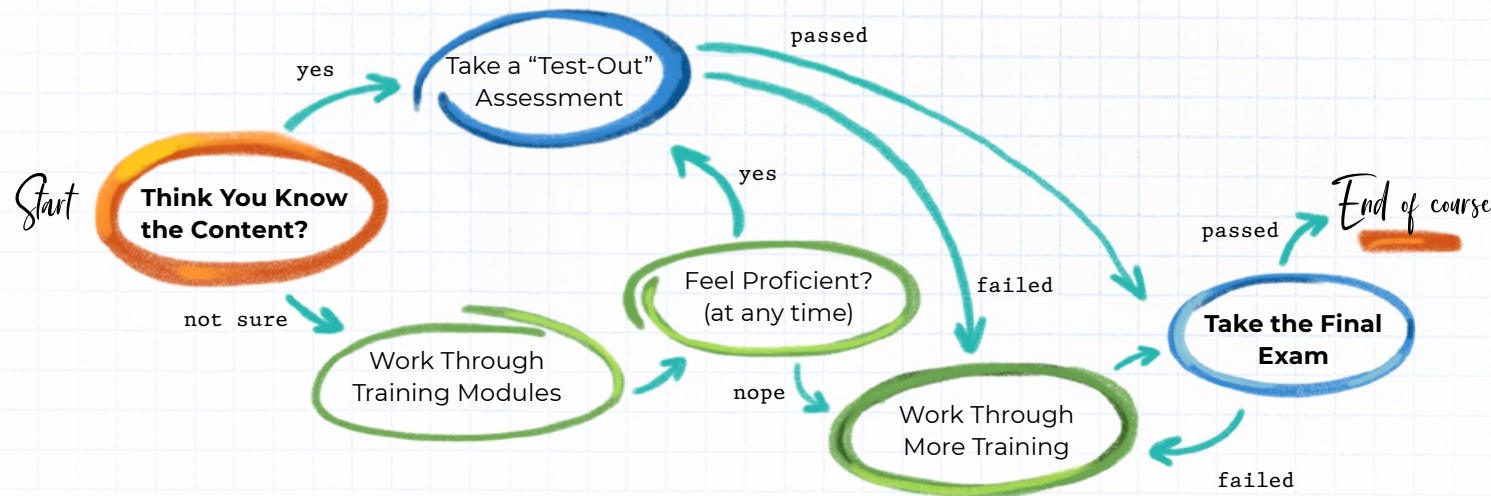 passed
yes
Take a “Test-Out”
Assessment
Start
Think You Know
the Content?
yes
End of course
passed
not sure
Feel Proficient?
(at any time)
failed
Work Through
Training Modules
Take the Final
Exam
nope
Work Through
More Training
failed